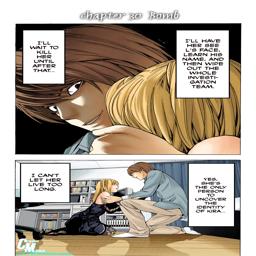 chapter 30 Bomb
I'LL
WAIT TO
KILL
HER
UNTIL
AFTER
THAT...
I'LL HAVE
HER SEE
L'S FACE,
LEARN HIS
NAME, AND
THEN WIPE OUT
THE WHOLE
INVESTI-
GATION
TEAM.
I
CAN'T LET
HER LIVE
TOO
LONG.
YES,
SHE'S THE
ONLY
PERSON
TO
UNCOVER
THE
IDENTITY
OF KIRA...